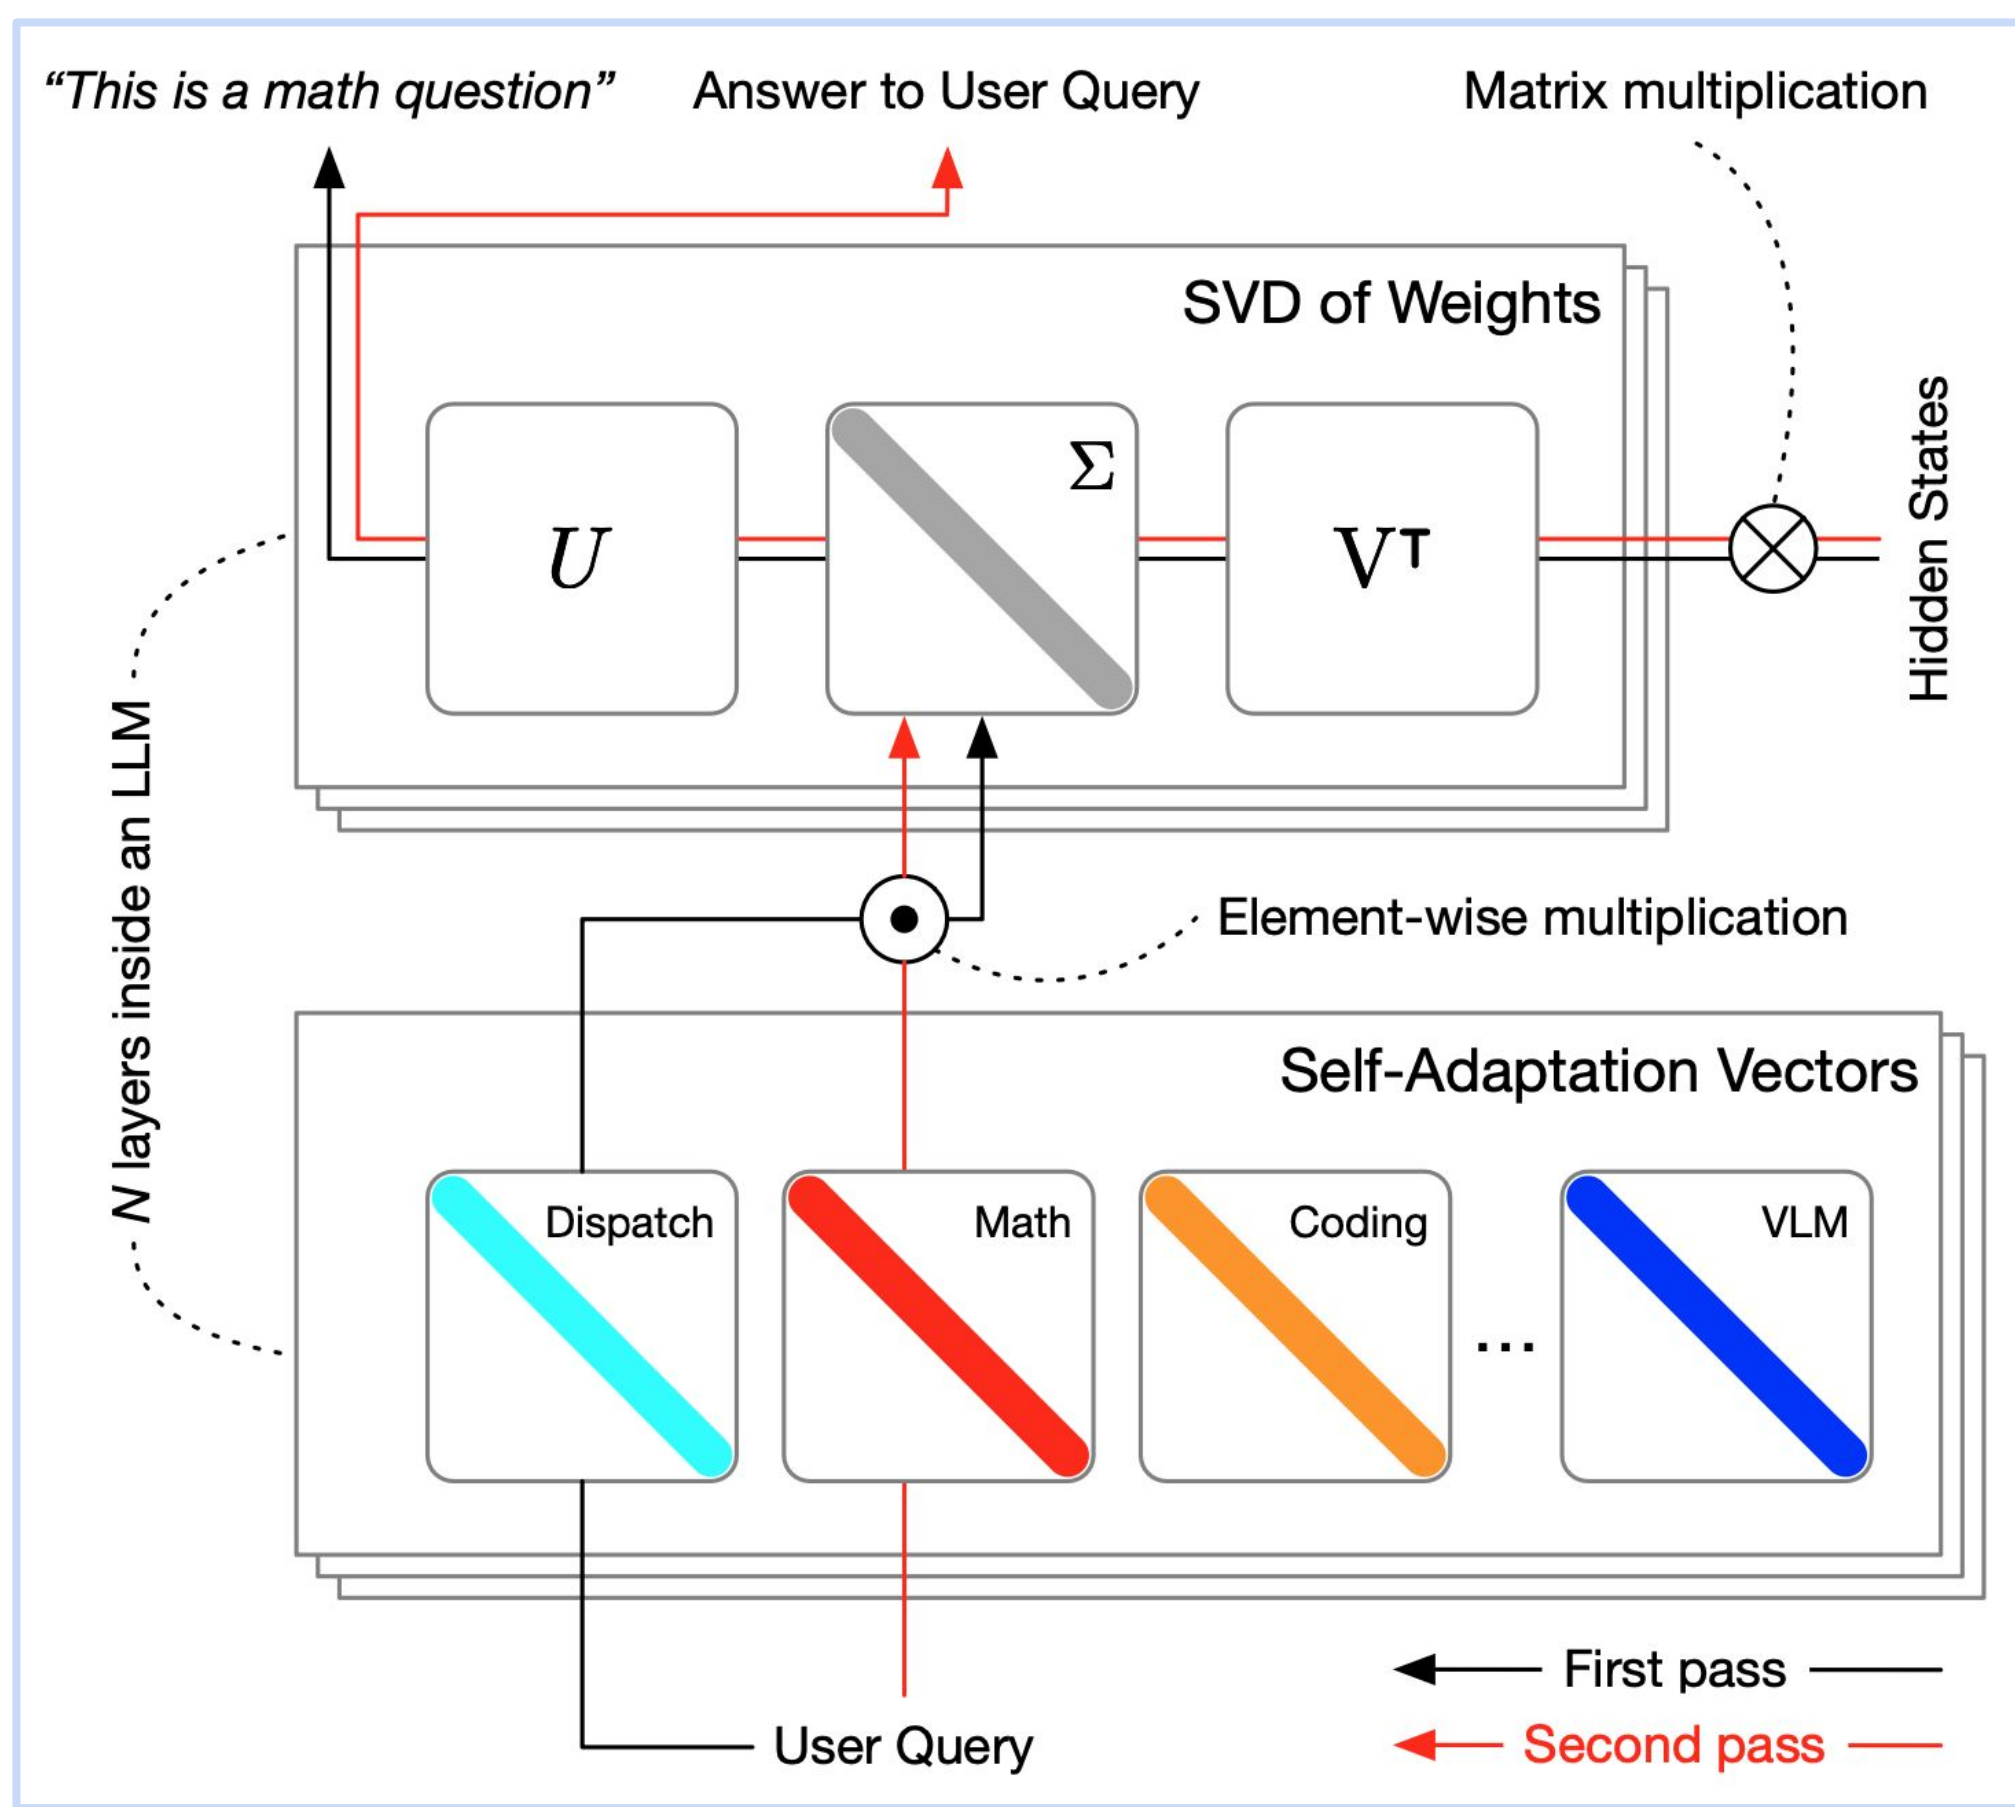 “This is a math question”
Answer to User Query
Matrix multiplication
SVD of Weights
U
Σ
V⊤
Hidden States
N layers inside an LLM
Element-wise multiplication
Self-Adaptation Vectors
Dispatch
Math
Coding
...
VLM
First pass
User Query
Second pass